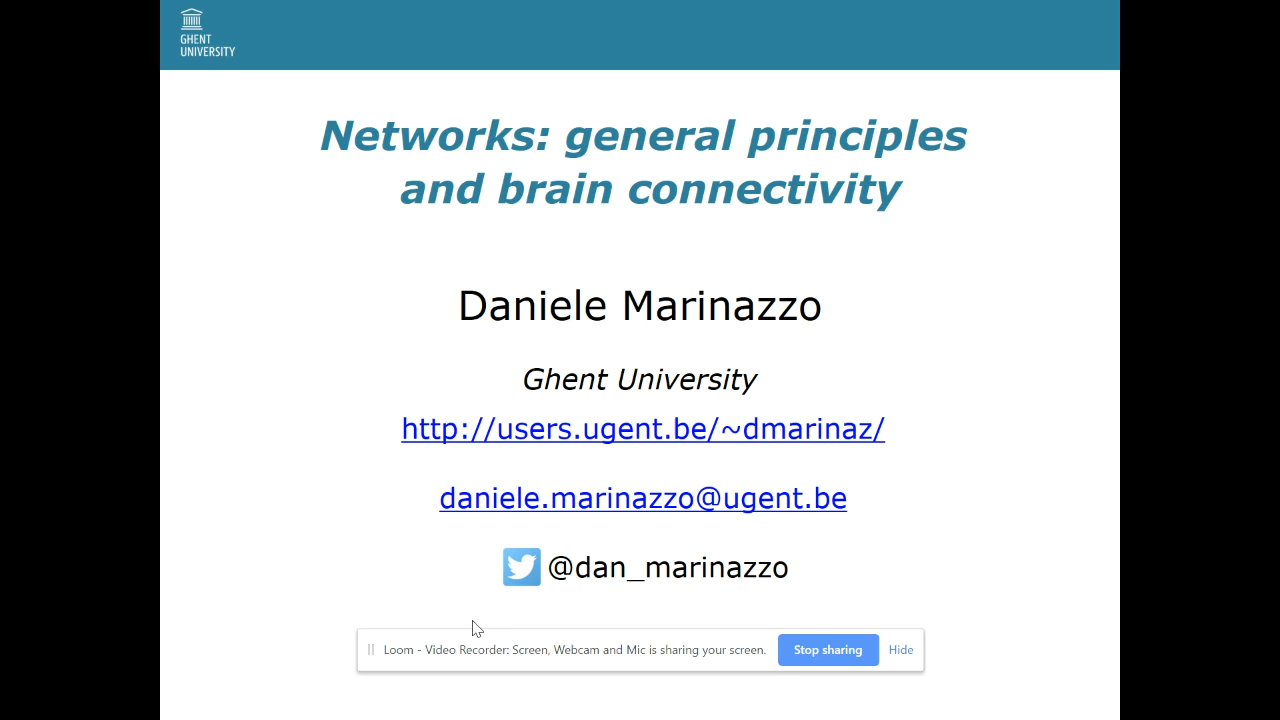 GHENT
UNIVERSITY
Networks: general principles
and brain connectivity
Daniele Marinazzo
Ghent University
http://users.ugent.be/~dmarinaz/
daniele.marinazzo@ugent.be
@dan_marinazzo
Loom - Video Recorder: Screen, Webcam and Mic is sharing your screen. Stop sharing Hide